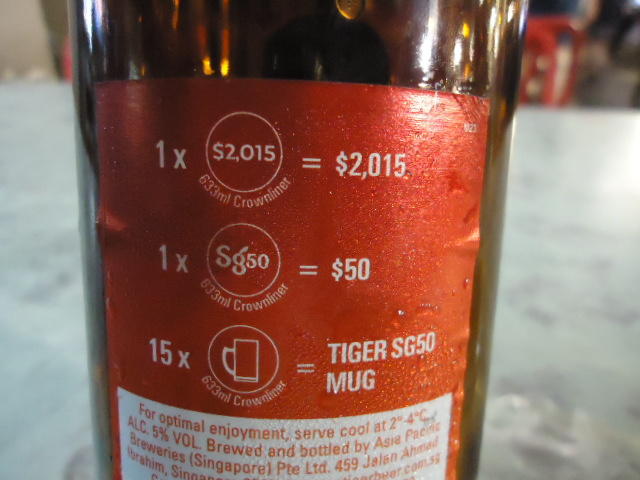 1 x $2,015 = $2,015
633ml Crownliner
1 x Sg50 = $50
633ml Crownliner
15 x = TIGER SG50 MUG
633ml Crownliner
For optimal enjoyment, serve cool at 2°-4°C.
ALC. 5% VOL. Brewed and bottled by Asia Pacific
Breweries (Singapore) Pte Ltd. 459 Jalan Ahmad
Ibrahim, Singapore